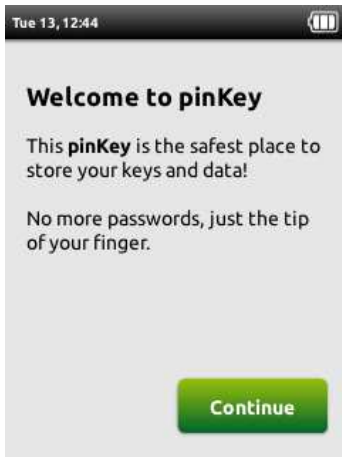 Tue 13, 12:44
Welcome to pinKey
This pinKey is the safest place to
store your keys and data!
No more passwords, just the tip
of your finger.
Continue